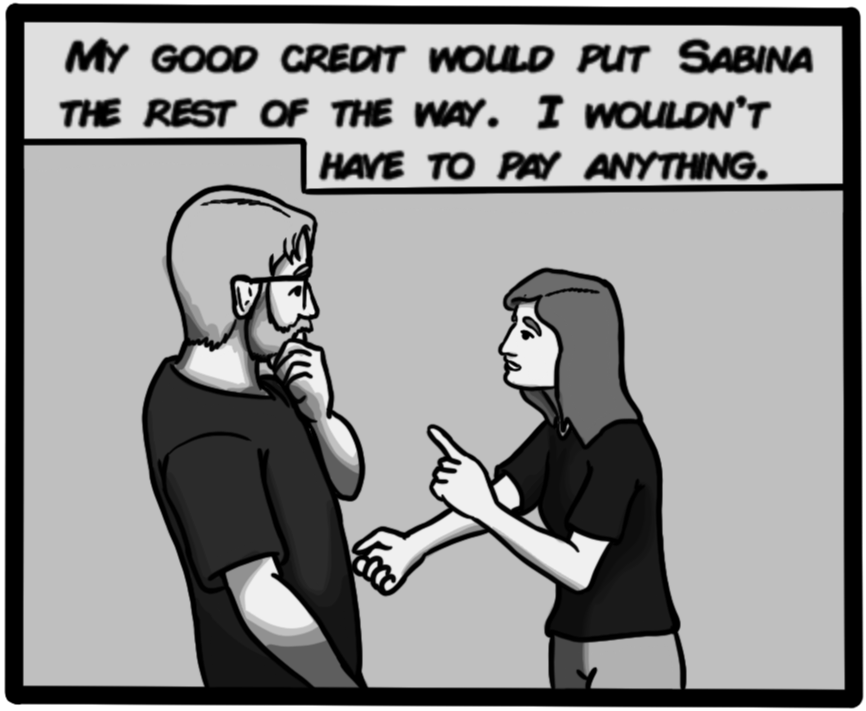 My good credit would put Sabina
the rest of the way. I wouldn't
have to pay anything.